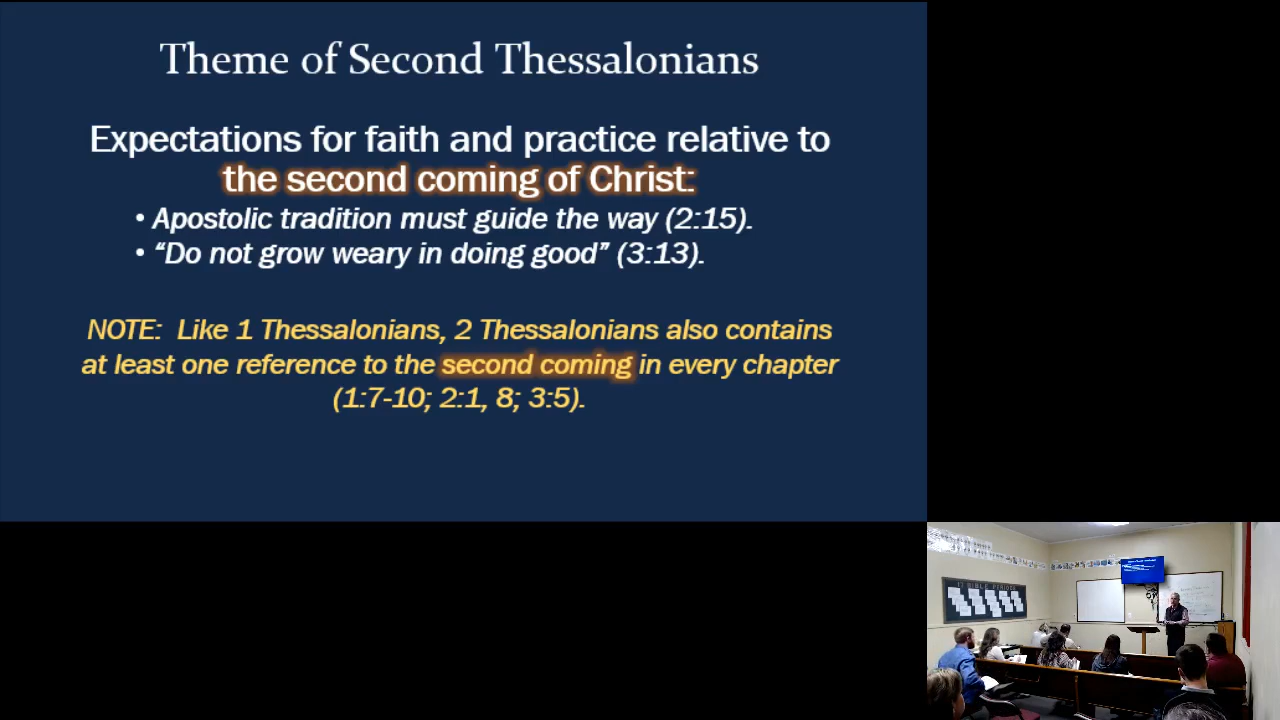 Theme of Second Thessalonians
Expectations for faith and practice relative to
the second coming of Christ:
• Apostolic tradition must guide the way (2:15).
• “Do not grow weary in doing good” (3:13).
NOTE:  Like 1 Thessalonians, 2 Thessalonians also contains
at least one reference to the second coming in every chapter
(1:7-10; 2:1, 8; 3:5).
BIBLE PERIODS